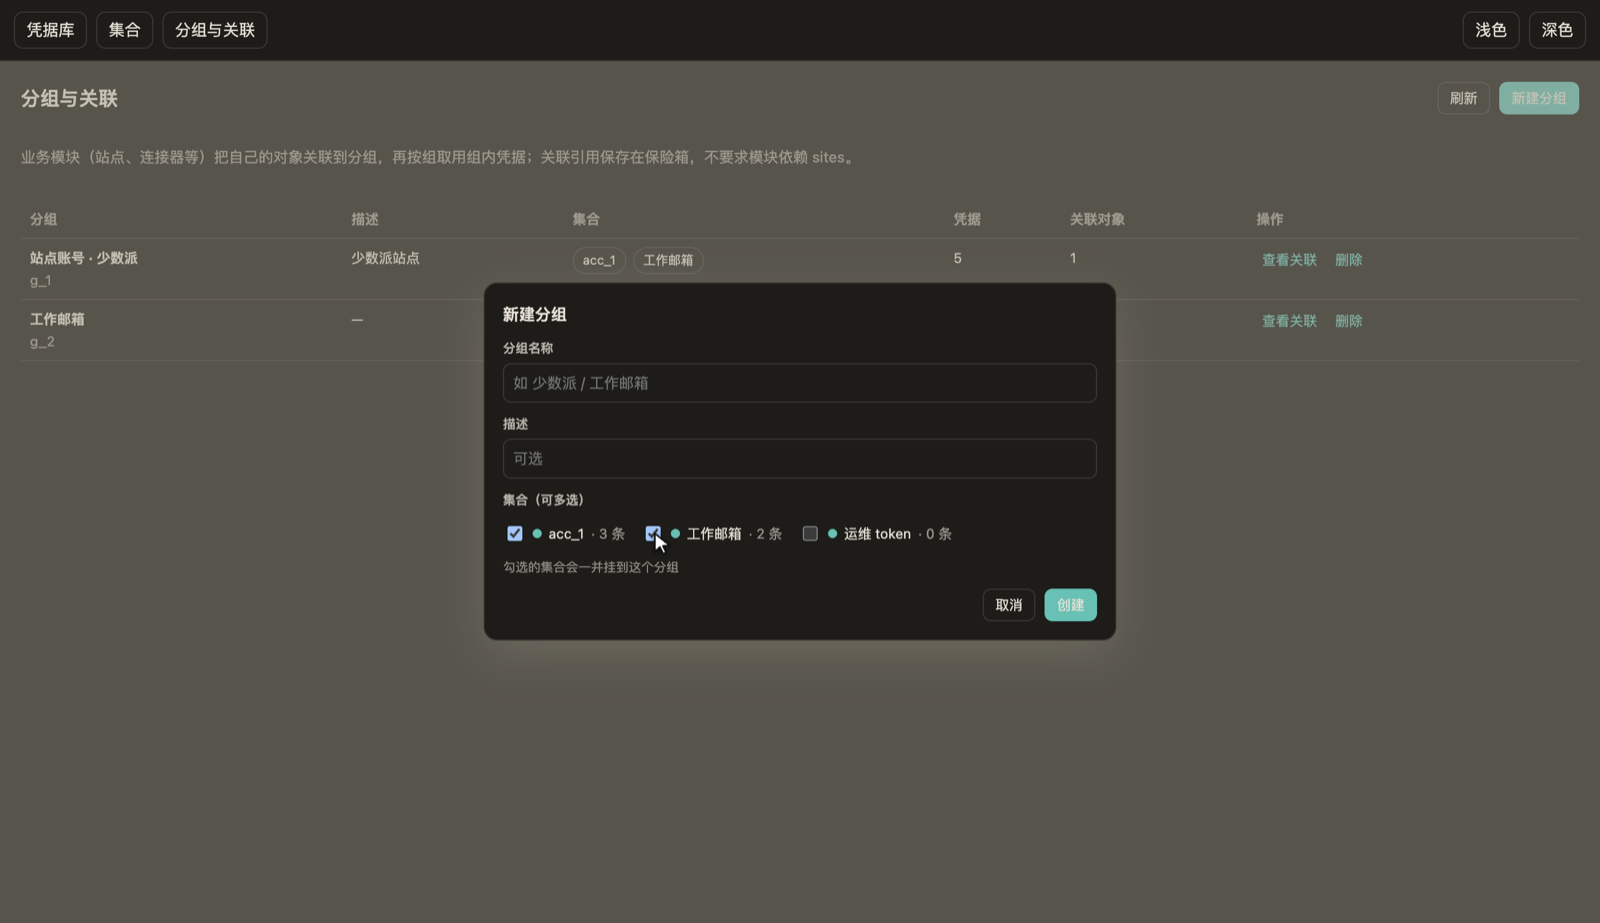 凭据库 集合 分组与关联 浅色 深色
分组与关联 刷新 新建分组
业务模块（站点、连接器等）把自己的对象关联到分组，再按组取用组内凭据；关联引用保存在保险箱，不要求模块依赖 sites。
分组 描述 集合 凭据 关联对象 操作
站点账号 · 少数派 少数派站点 acc_1 工作邮箱 5 1 查看关联 删除
g_1
工作邮箱 — 查看关联 删除
g_2
新建分组
分组名称
如 少数派 / 工作邮箱
描述
可选
集合（可多选）
acc_1 · 3 条 工作邮箱 · 2 条 运维 token · 0 条
勾选的集合会一并挂到这个分组
取消 创建